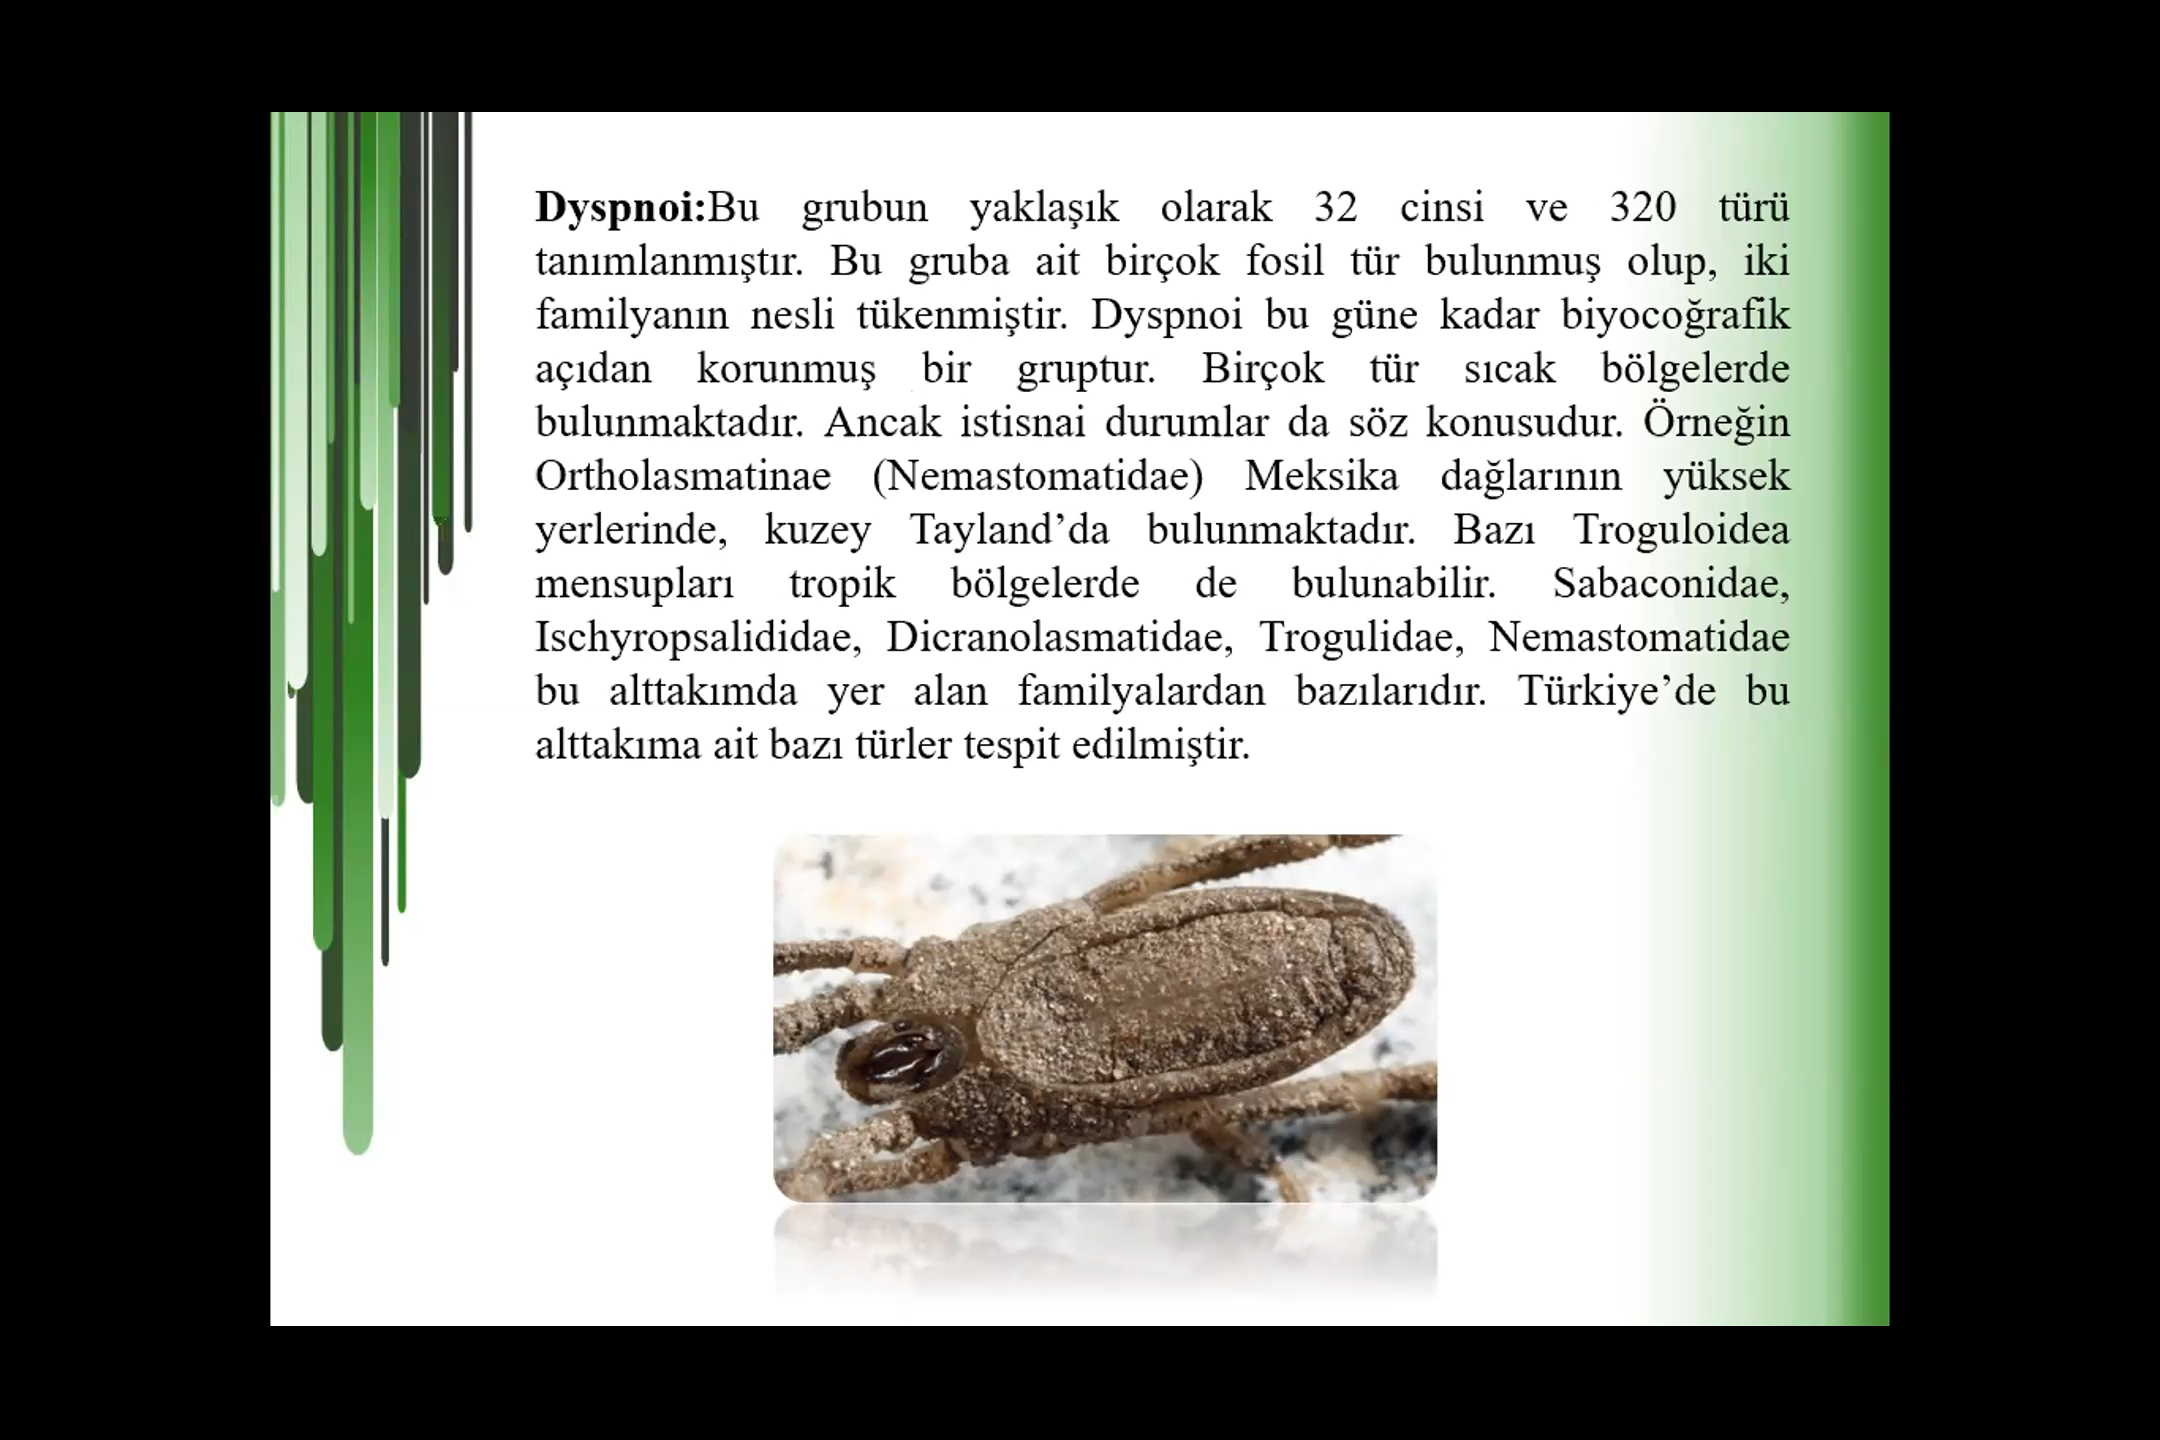 Dyspnoi:Bu grubun yaklaşık olarak 32 cinsi ve 320 türü
tanımlanmıştır. Bu gruba ait birçok fosil tür bulunmuş olup, iki
familyanın nesli tükenmiştir. Dyspnoi bu güne kadar biyocoğrafik
açıdan korunmuş bir gruptur. Birçok tür sıcak bölgelerde
bulunmaktadır. Ancak istisnai durumlar da söz konusudur. Örneğin
Ortholasmatinae (Nemastomatidae) Meksika dağlarının yüksek
yerlerinde, kuzey Tayland’da bulunmaktadır. Bazı Troguloidea
mensupları tropik bölgelerde de bulunabilir. Sabaconidae,
Ischyropsalididae, Dicranolasmatidae, Trogulidae, Nemastomatidae
bu alttakımda yer alan familyalardan bazılarıdır. Türkiye’de bu
alttakıma ait bazı türler tespit edilmiştir.